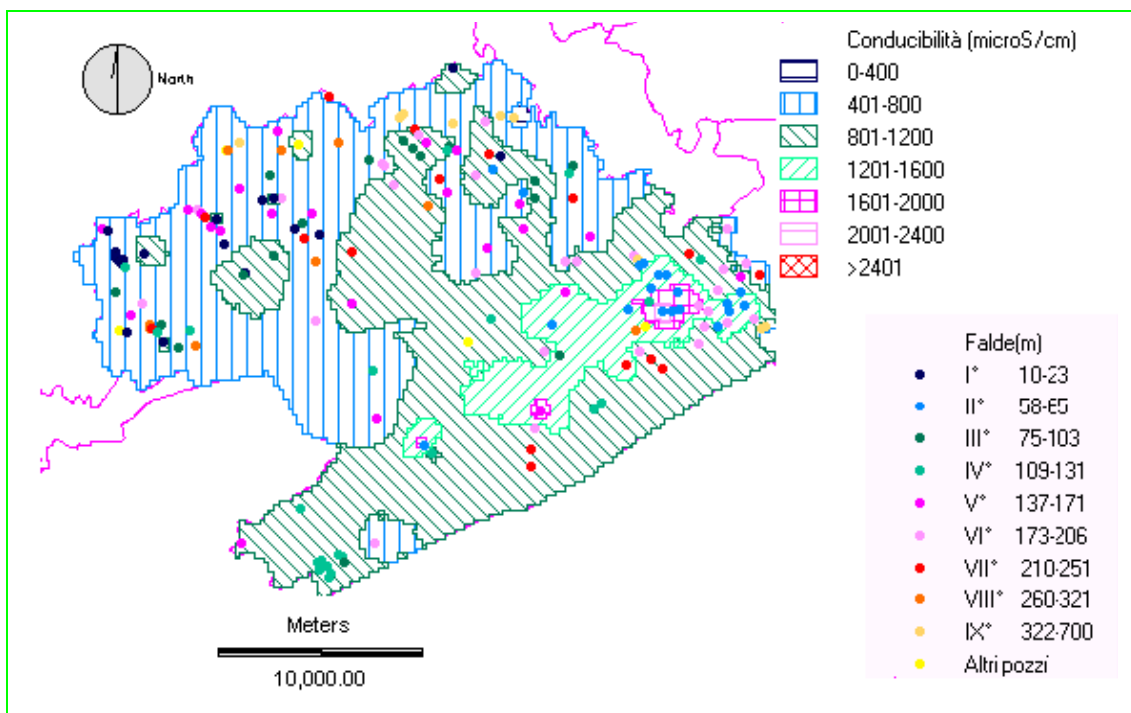 North
Conducibilità (microS/cm)
0-400
401-800
801-1200
1201-1600
1601-2000
2001-2400
>2401
Falde(m)
I° 10-23
II° 58-65
III° 75-103
IV° 109-131
V° 137-171
VI° 173-206
VII° 210-251
VIII° 260-321
IX° 322-700
Altri pozzi
Meters
10,000.00